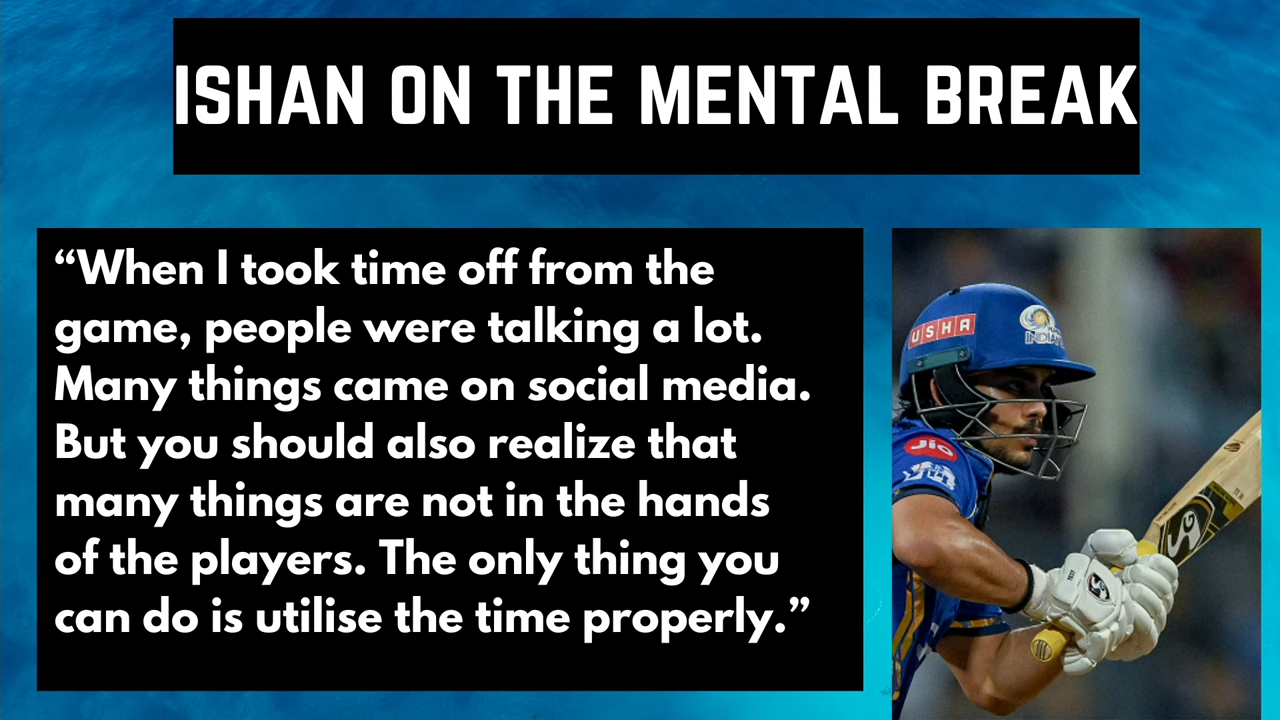 ISHAN ON THE MENTAL BREAK
“When I took time off from the
game, people were talking a lot.
Many things came on social media.
But you should also realize that
many things are not in the hands
of the players. The only thing you
can do is utilise the time properly.”
USHA
INDIANS
Jio
SG
TEST